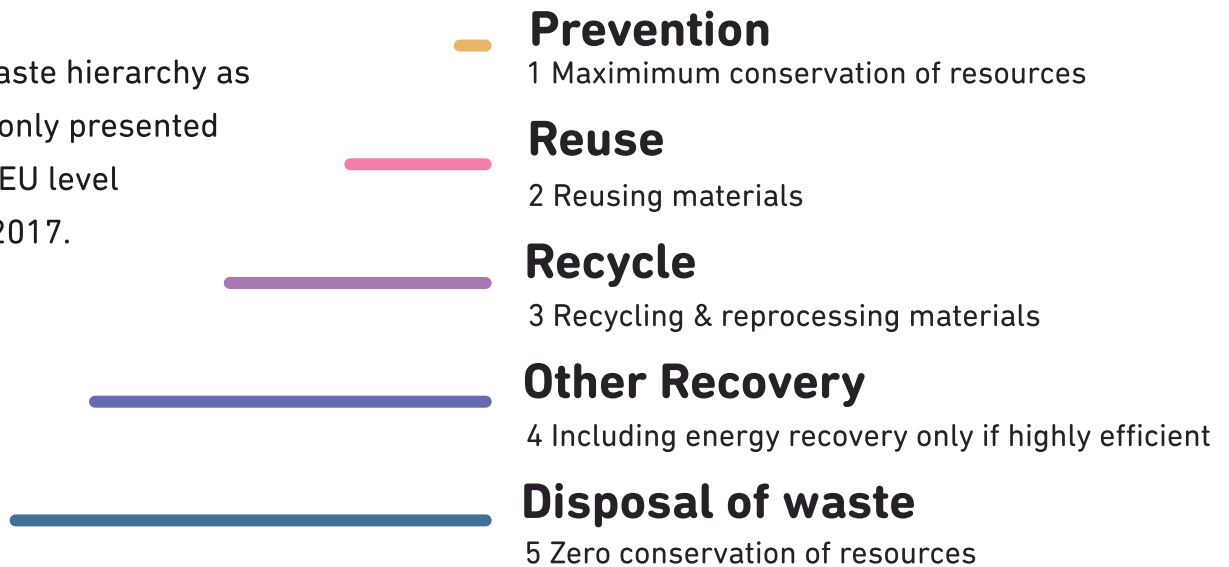 aste hierarchy as
only presented
EU level
2017.
Prevention
1 Maximimum conservation of resources
Reuse
2 Reusing materials
Recycle
3 Recycling & reprocessing materials
Other Recovery
4 Including energy recovery only if highly efficient
Disposal of waste
5 Zero conservation of resources